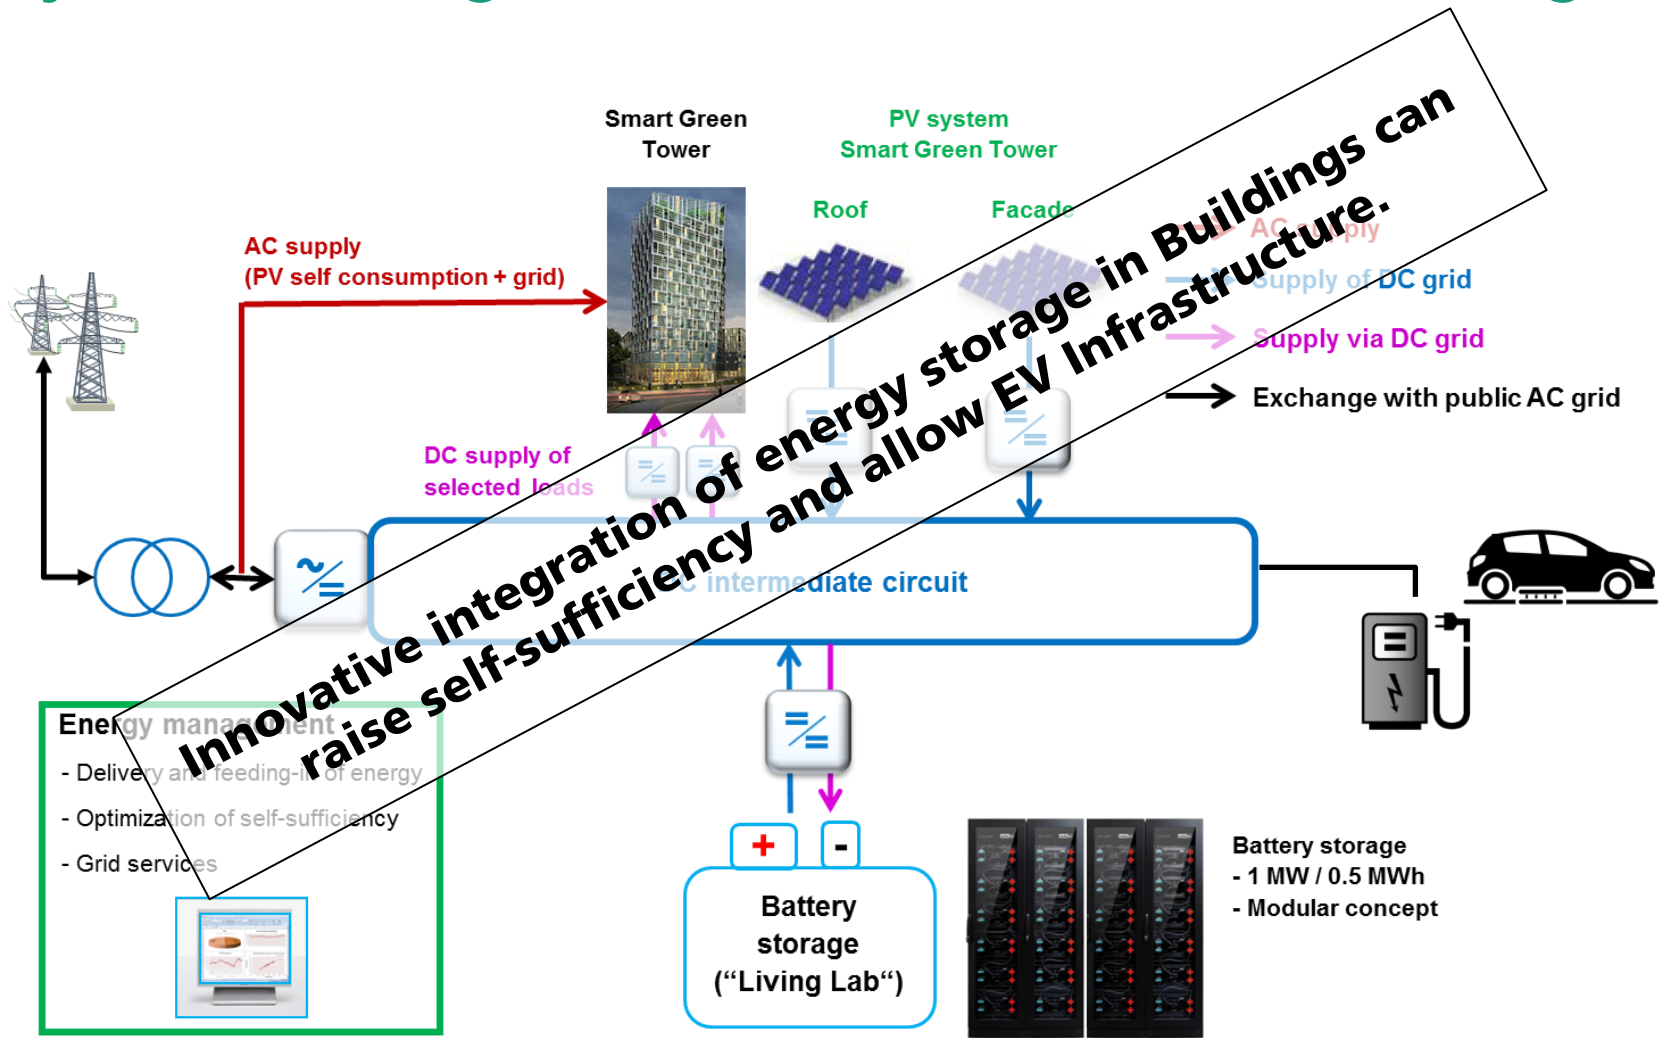 Smart Green
Tower
PV system
Smart Green Tower
Roof
Facade
AC supply
(PV self consumption + grid)
AC supply
Supply of DC grid
Supply via DC grid
Exchange with public AC grid
DC supply of
selected loads
Innovative integration of energy storage in Buildings can
raise self-sufficiency and allow EV Infrastructure.
DC intermediate circuit
Energy management
- Delivery and feeding-in of energy
- Optimization of self-sufficiency
- Grid services
+
-
Battery
storage
(“Living Lab“)
Battery storage
- 1 MW / 0.5 MWh
- Modular concept